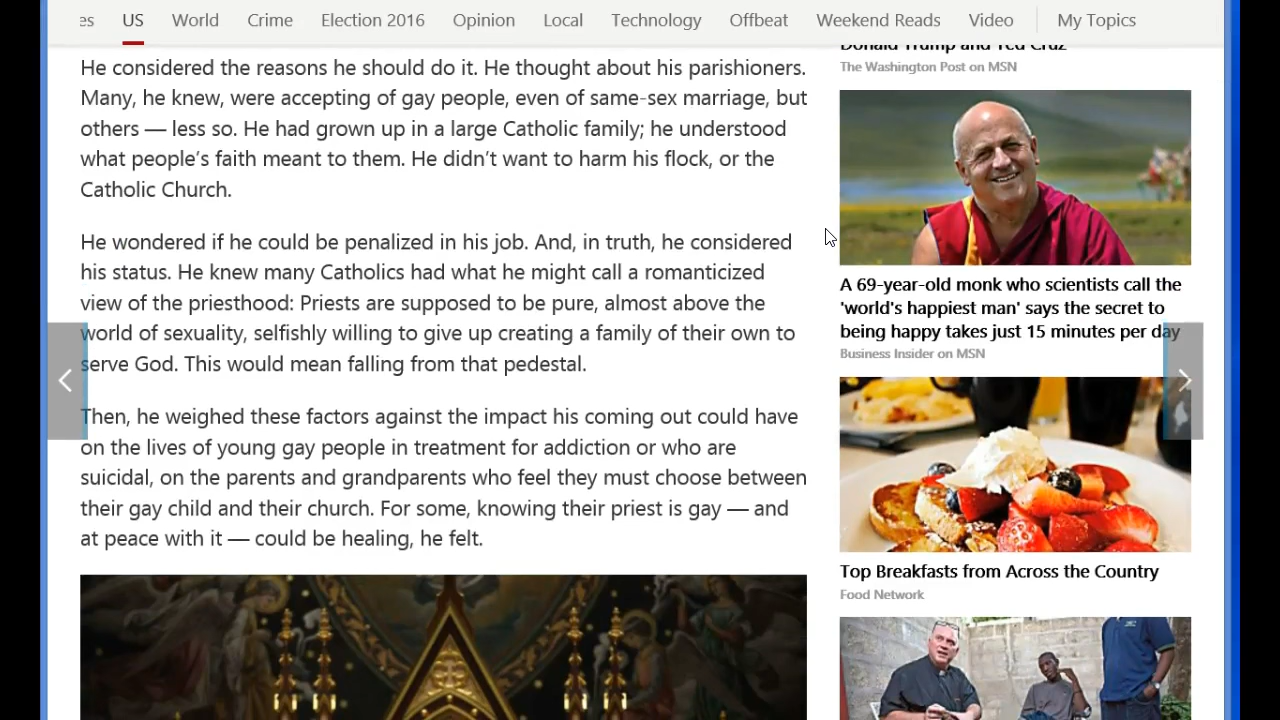 es US World Crime Election 2016 Opinion Local Technology Offbeat Weekend Reads Video My Topics
He considered the reasons he should do it. He thought about his parishioners.
Many, he knew, were accepting of gay people, even of same-sex marriage, but
others — less so. He had grown up in a large Catholic family; he understood
what people’s faith meant to them. He didn’t want to harm his flock, or the
Catholic Church.
He wondered if he could be penalized in his job. And, in truth, he considered
his status. He knew many Catholics had what he might call a romanticized
view of the priesthood: Priests are supposed to be pure, almost above the
world of sexuality, selfishly willing to give up creating a family of their own to
serve God. This would mean falling from that pedestal.
Then, he weighed these factors against the impact his coming out could have
on the lives of young gay people in treatment for addiction or who are
suicidal, on the parents and grandparents who feel they must choose between
their gay child and their church. For some, knowing their priest is gay — and
at peace with it — could be healing, he felt.
Donald Trump and Ted Cruz
The Washington Post on MSN
A 69-year-old monk who scientists call the
'world's happiest man' says the secret to
being happy takes just 15 minutes per day
Business Insider on MSN
Top Breakfasts from Across the Country
Food Network